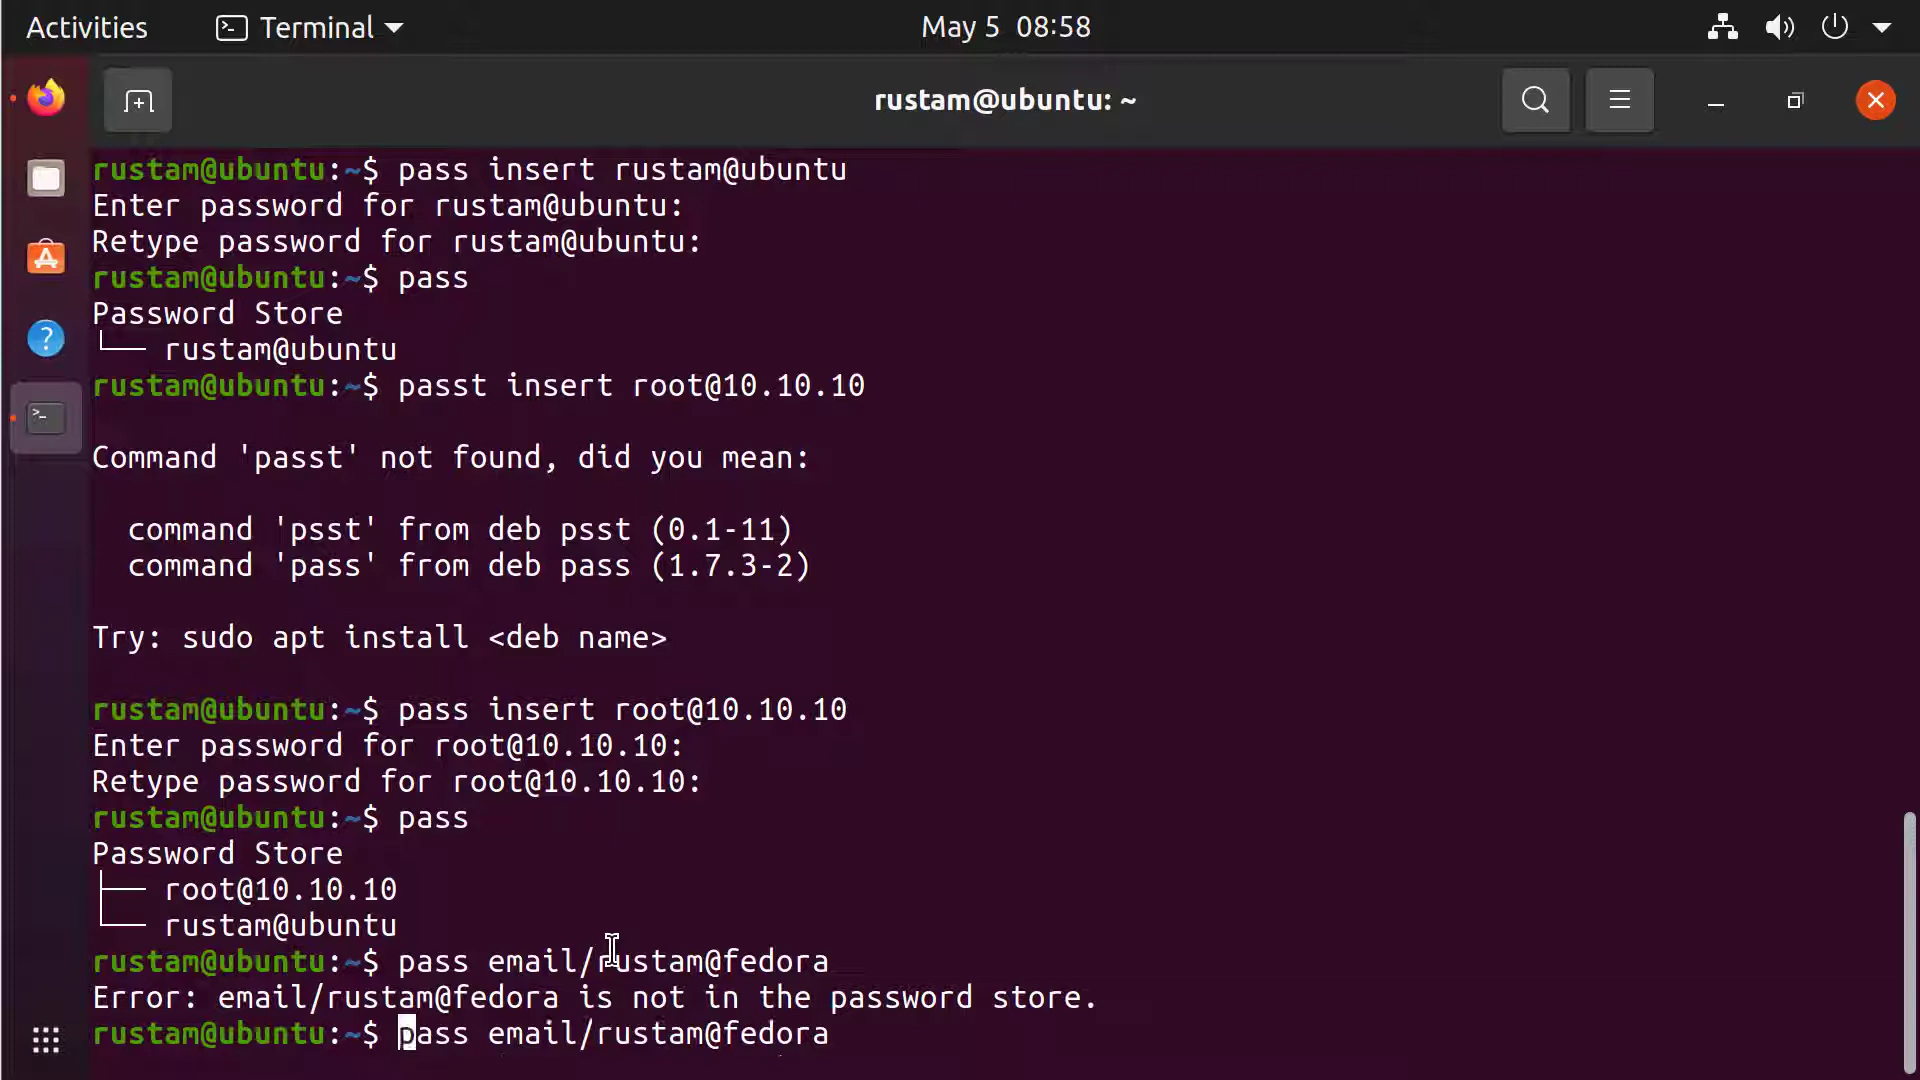 Activities
Terminal
May 5 08:58
rustam@ubuntu: ~
rustam@ubuntu:~$ pass insert rustam@ubuntu
Enter password for rustam@ubuntu:
Retype password for rustam@ubuntu:
rustam@ubuntu:~$ pass
Password Store
└── rustam@ubuntu
rustam@ubuntu:~$ passt insert root@10.10.10
Command 'passt' not found, did you mean:
command 'psst' from deb psst (0.1-11)
command 'pass' from deb pass (1.7.3-2)
Try: sudo apt install <deb name>
rustam@ubuntu:~$ pass insert root@10.10.10
Enter password for root@10.10.10:
Retype password for root@10.10.10:
rustam@ubuntu:~$ pass
Password Store
├── root@10.10.10
└── rustam@ubuntu
rustam@ubuntu:~$ pass email/rustam@fedora
Error: email/rustam@fedora is not in the password store.
rustam@ubuntu:~$ pass email/rustam@fedora